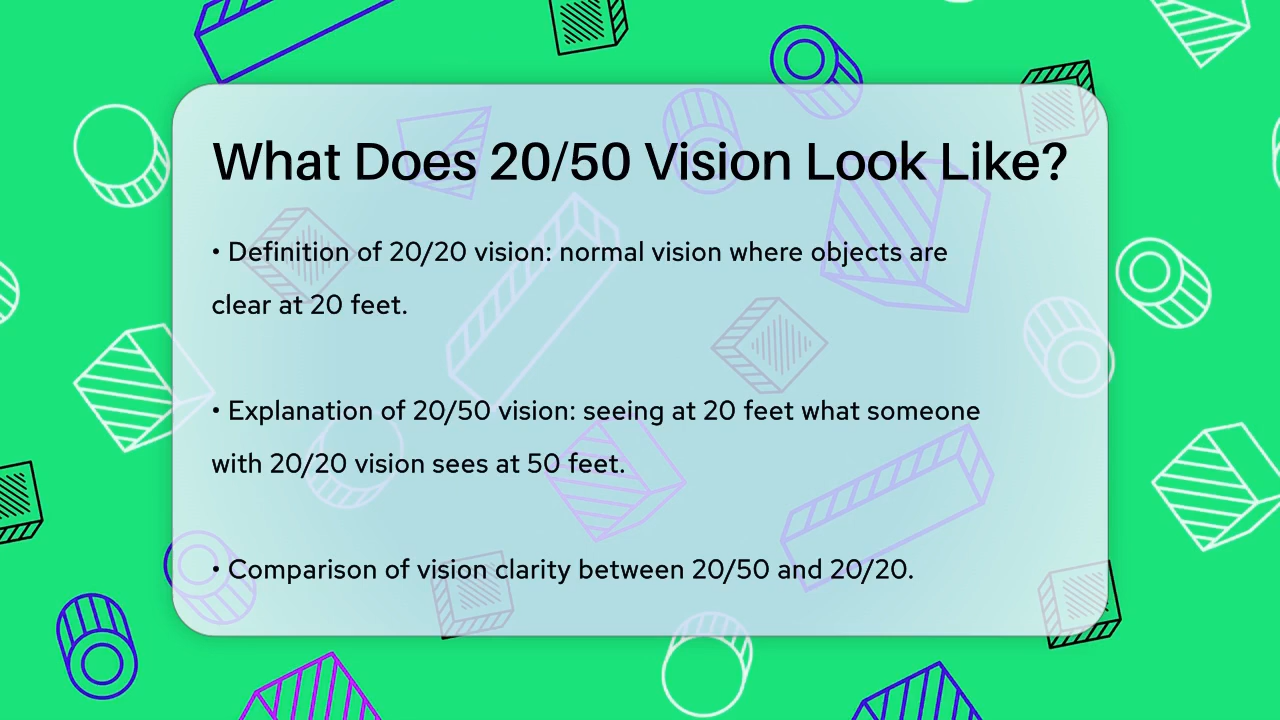 What Does 20/50 Vision Look Like?
• Definition of 20/20 vision: normal vision where objects are
clear at 20 feet.
• Explanation of 20/50 vision: seeing at 20 feet what someone
with 20/20 vision sees at 50 feet.
• Comparison of vision clarity between 20/50 and 20/20.